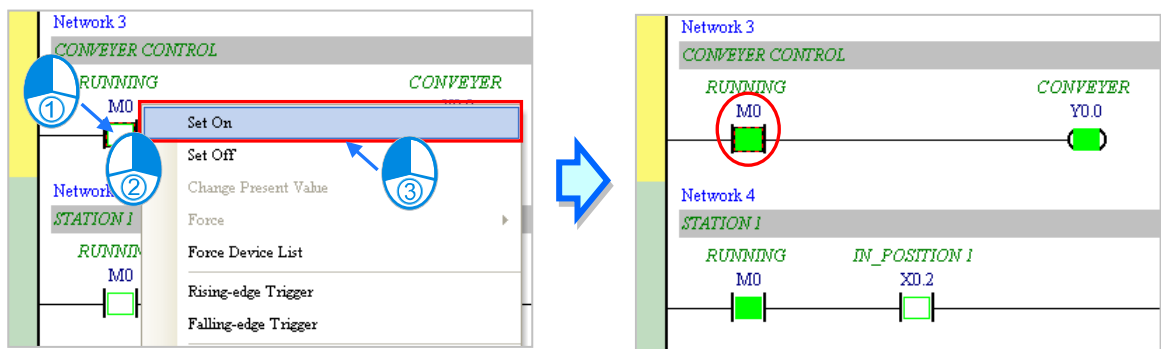 Network 3
CONVEYER CONTROL
RUNNING
CONVEYER
M0
①
Set On
Set Off
②
③
Change Present Value
Network
STATION 1
Force
Force Device List
M0
Rising-edge Trigger
Falling-edge Trigger
Network 3
CONVEYER CONTROL
RUNNING
CONVEYER
M0
Y0.0
Network 4
STATION 1
RUNNING
IN_POSITION 1
M0
X0.2